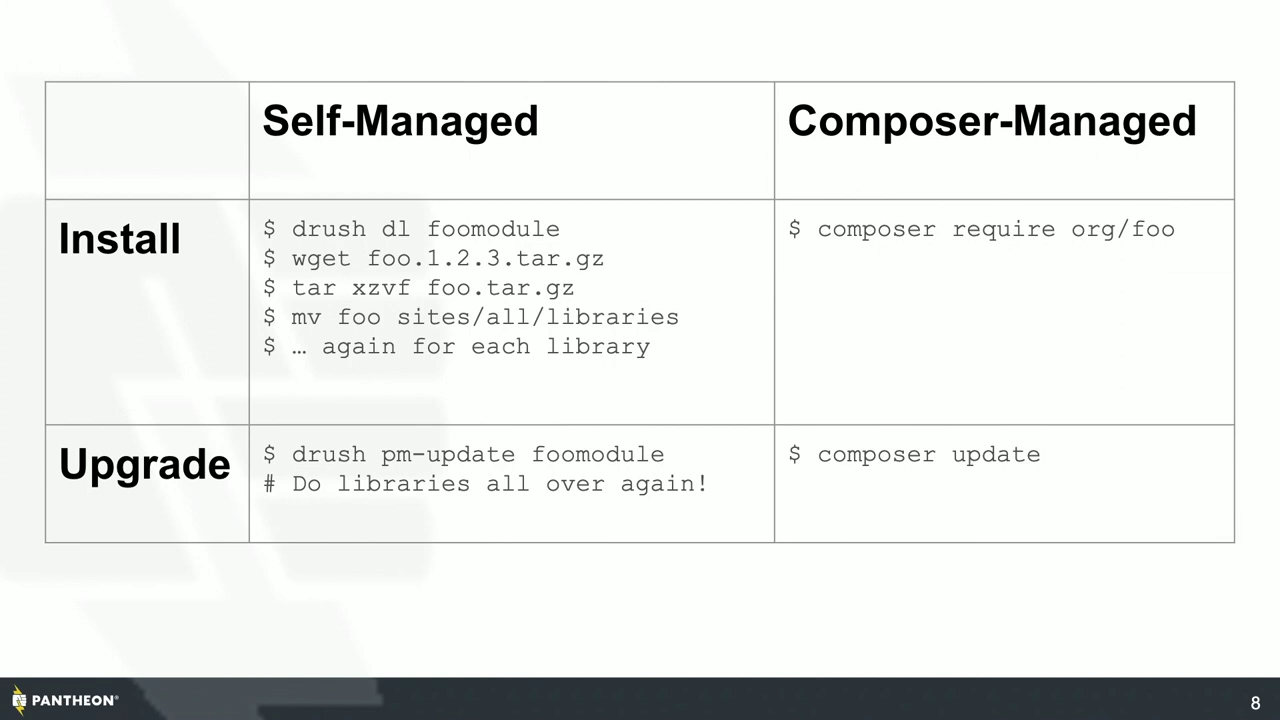 Self-Managed
Composer-Managed
Install
$ drush dl foomodule
$ wget foo.1.2.3.tar.gz
$ tar xzvf foo.tar.gz
$ mv foo sites/all/libraries
$ … again for each library
$ composer require org/foo
Upgrade
$ drush pm-update foomodule
# Do libraries all over again!
$ composer update
PANTHEON®
8